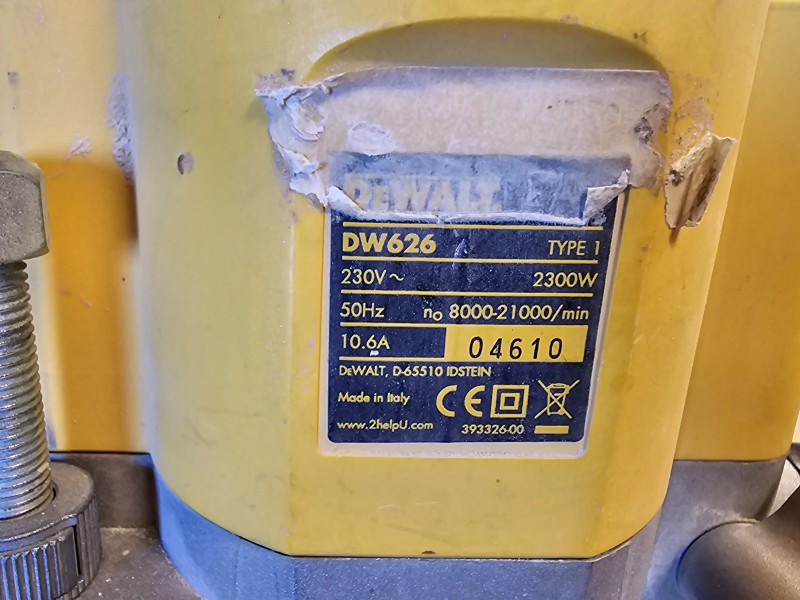 DEWALT
DW626 TYPE 1
230V~ 2300W
50Hz no 8000-21000/min
10.6A 04610
DEWALT, D-65510 IDSTEIN
Made in Italy CE
www.2helpU.com 393326-00